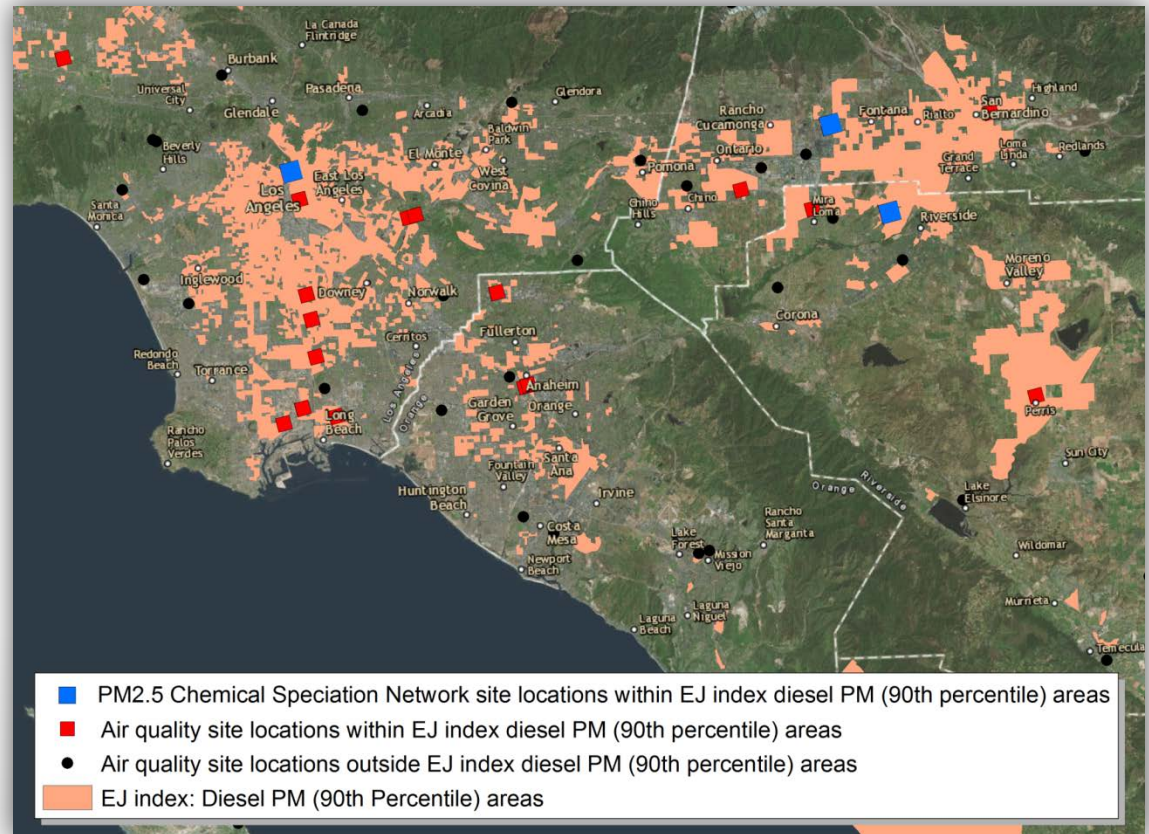 La Canada
Flintridge
Burbank
Universal
City
Pasadena
Glendale
Arcadia
Glendora
Baldwin
Park
Beverly
Hills
El Monte
West
Covina
East Los
Angeles
Los
Angeles
Santa
Monica
Inglewood
Downey
Norwalk
Cerritos
Redondo
Beach
Torrance
Rancho
Palos
Verdes
Long
Beach
Los Angeles
Orange
Fullerton
Anaheim
Garden
Grove
Orange
Santa
Ana
Fountain
Valley
Huntington
Beach
Irvine
Costa
Mesa
Newport
Beach
Lake
Forest
Mission
Viejo
Rancho
Santa
Margarita
Laguna
Niguel
Laguna
Beach
Rancho
Cucamonga
Fontana
Rialto
San
Bernardino
Highland
Pomona
Ontario
Chino
Chino
Hills
Grand
Terrace
Loma
Linda
Redlands
Mira
Loma
Riverside
Moreno
Valley
Corona
Perris
Sun City
Riverside
Orange
Lake
Elsinore
Wildomar
Murrieta
Temecula
PM2.5 Chemical Speciation Network site locations within EJ index diesel PM (90th percentile) areas
Air quality site locations within EJ index diesel PM (90th percentile) areas
Air quality site locations outside EJ index diesel PM (90th percentile) areas
EJ index: Diesel PM (90th Percentile) areas